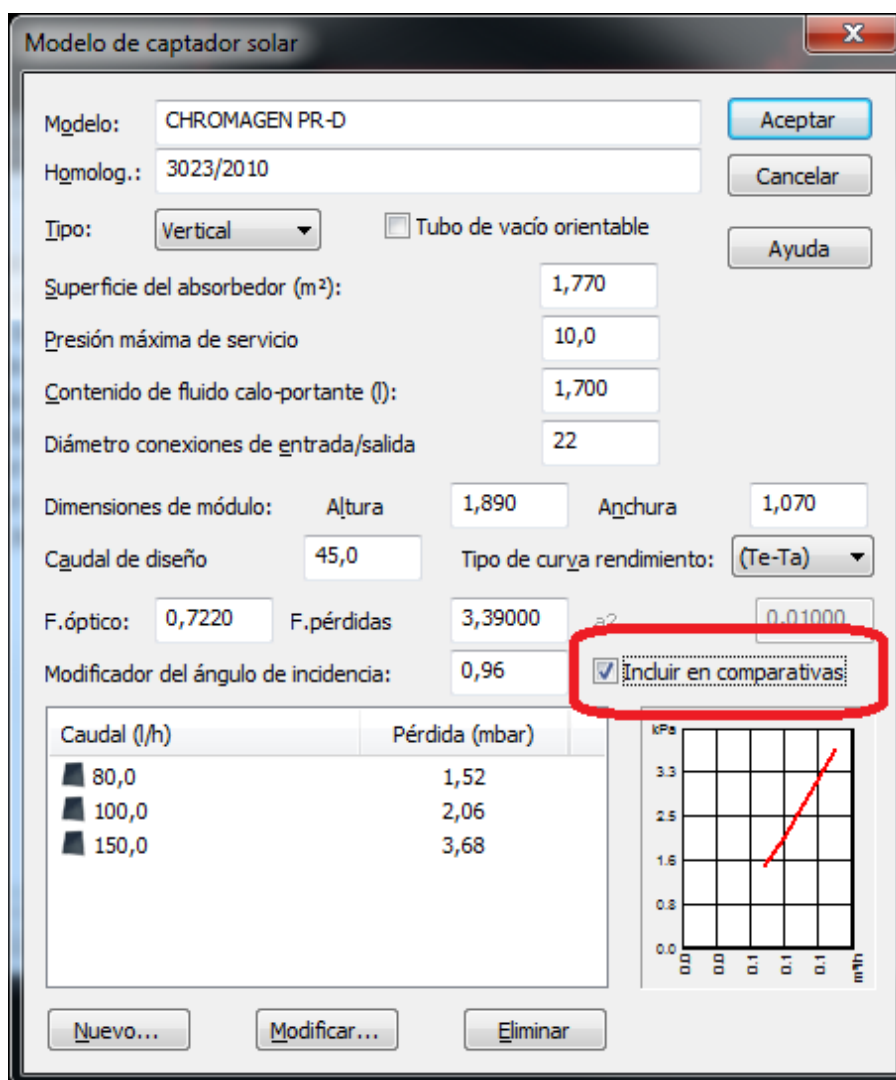 Modelo de captador solar
x
Modelo: CHROMAGEN PR-D Aceptar
Homolog.: 3023/2010 Cancelar
Tipo: Vertical Tubo de vacío orientable Ayuda
Superficie del absorbedor (m²): 1,770
Presión máxima de servicio 10,0
Contenido de fluido calo-portante (l): 1,700
Diámetro conexiones de entrada/salida 22
Dimensiones de módulo: Altura 1,890 Anchura 1,070
Caudal de diseño 45,0 Tipo de curva rendimiento: (Te-Ta)
F.óptico: 0,7220 F.pérdidas 3,39000 a2 0,01000
Modificador del ángulo de incidencia: 0,96 Incluir en comparativas
Caudal (l/h) Pérdida (mbar)
80,0 1,52
100,0 2,06
150,0 3,68
kPa
3.3
2.5
1.6
0.8
0.0
0.0 0.0 0.1 0.1 0.1 m³/h
Nuevo... Modificar... Eliminar